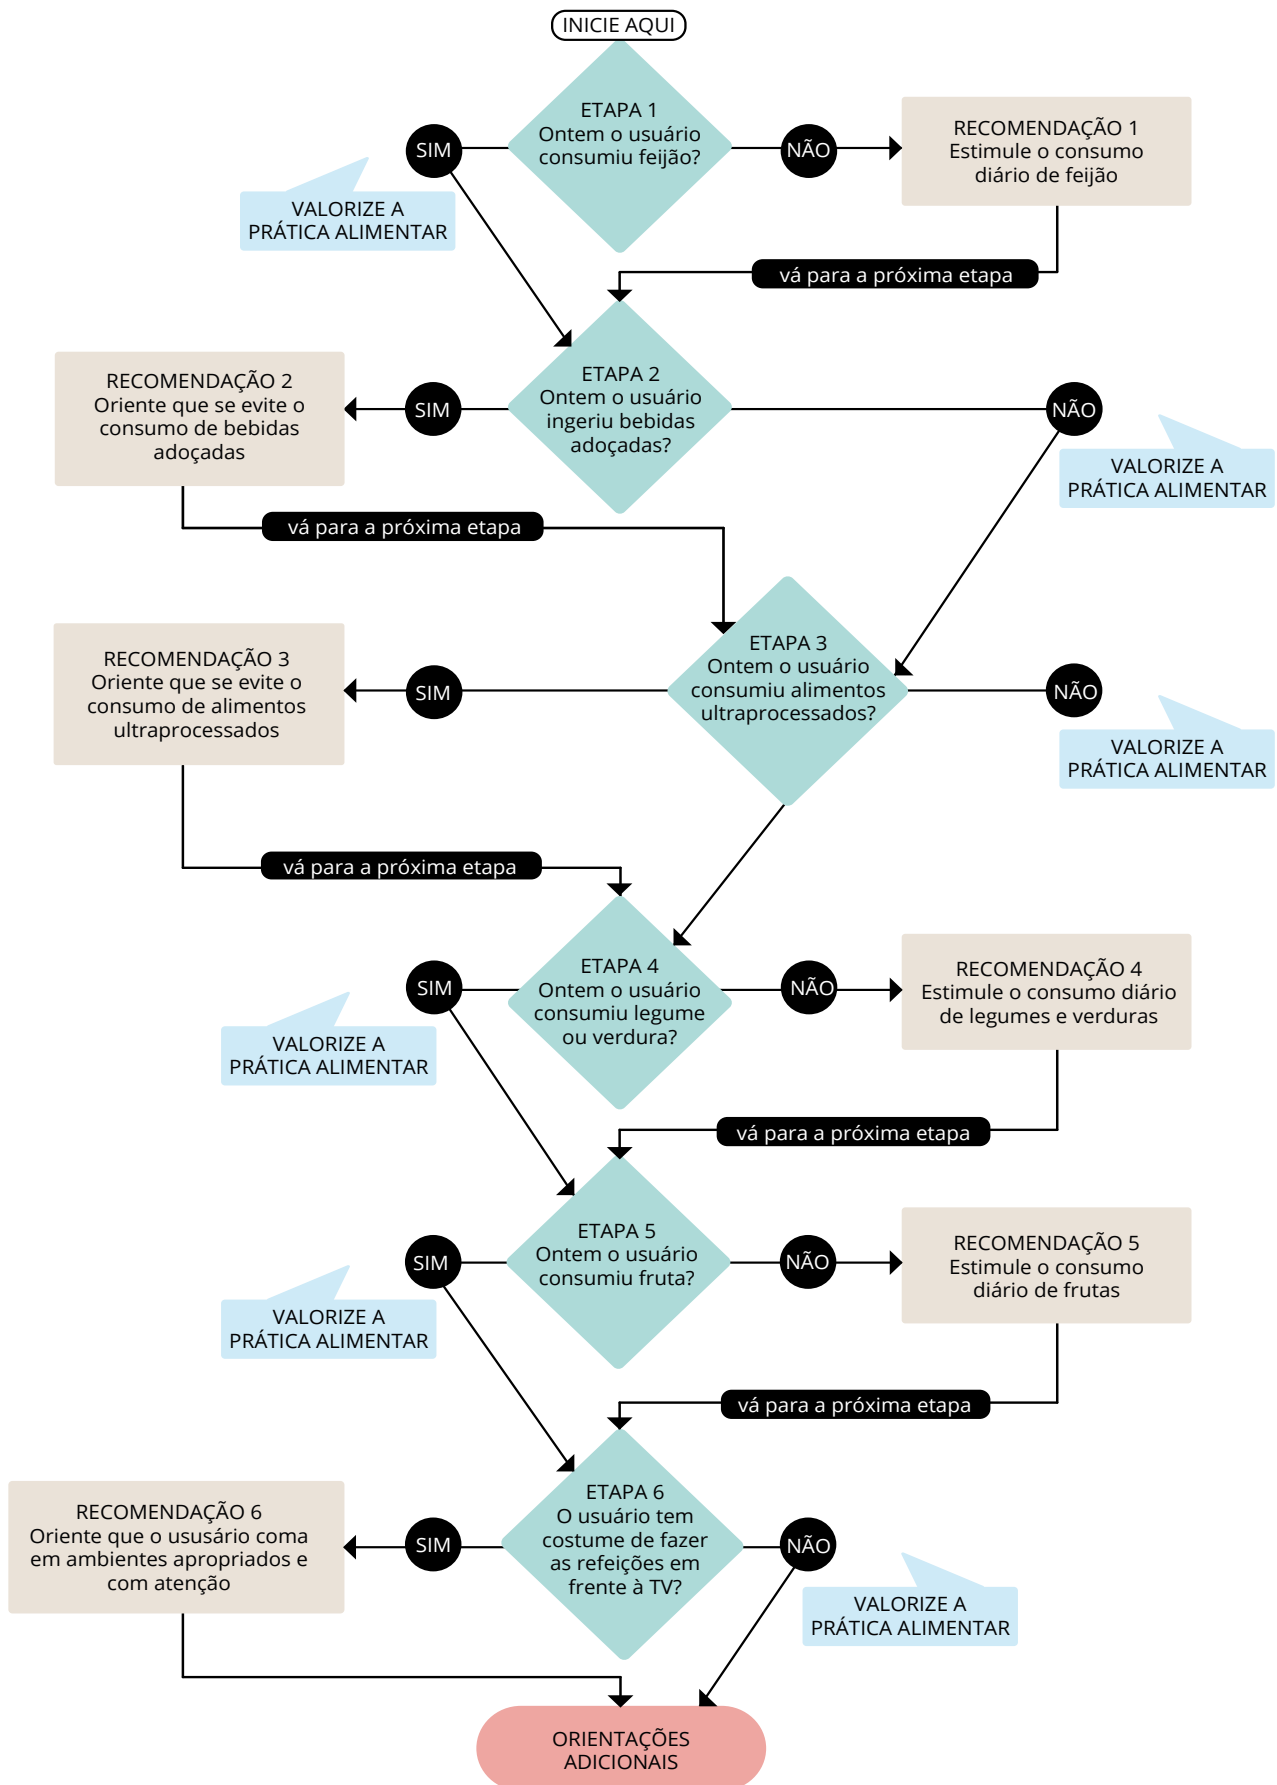 INICIE AQUI
ETAPA 1
Ontem o usuário
consumiu feijão?
SIM
NÃO
RECOMENDAÇÃO 1
Estimule o consumo
diário de feijão
VALORIZE A
PRÁTICA ALIMENTAR
vá para a próxima etapa
ETAPA 2
Ontem o usuário
ingeriu bebidas
adoçadas?
SIM
NÃO
RECOMENDAÇÃO 2
Oriente que se evite o
consumo de bebidas
adoçadas
VALORIZE A
PRÁTICA ALIMENTAR
vá para a próxima etapa
ETAPA 3
Ontem o usuário
consumiu alimentos
ultraprocessados?
SIM
NÃO
RECOMENDAÇÃO 3
Oriente que se evite o
consumo de alimentos
ultraprocessados
VALORIZE A
PRÁTICA ALIMENTAR
vá para a próxima etapa
ETAPA 4
Ontem o usuário
consumiu legume
ou verdura?
SIM
NÃO
RECOMENDAÇÃO 4
Estimule o consumo diário
de legumes e verduras
VALORIZE A
PRÁTICA ALIMENTAR
vá para a próxima etapa
ETAPA 5
Ontem o usuário
consumiu fruta?
SIM
NÃO
RECOMENDAÇÃO 5
Estimule o consumo
diário de frutas
VALORIZE A
PRÁTICA ALIMENTAR
vá para a próxima etapa
ETAPA 6
O usuário tem
costume de fazer
as refeições em
frente à TV?
SIM
NÃO
RECOMENDAÇÃO 6
Oriente que o ususário coma
em ambientes apropriados e
com atenção
VALORIZE A
PRÁTICA ALIMENTAR
ORIENTAÇÕES
ADICIONAIS